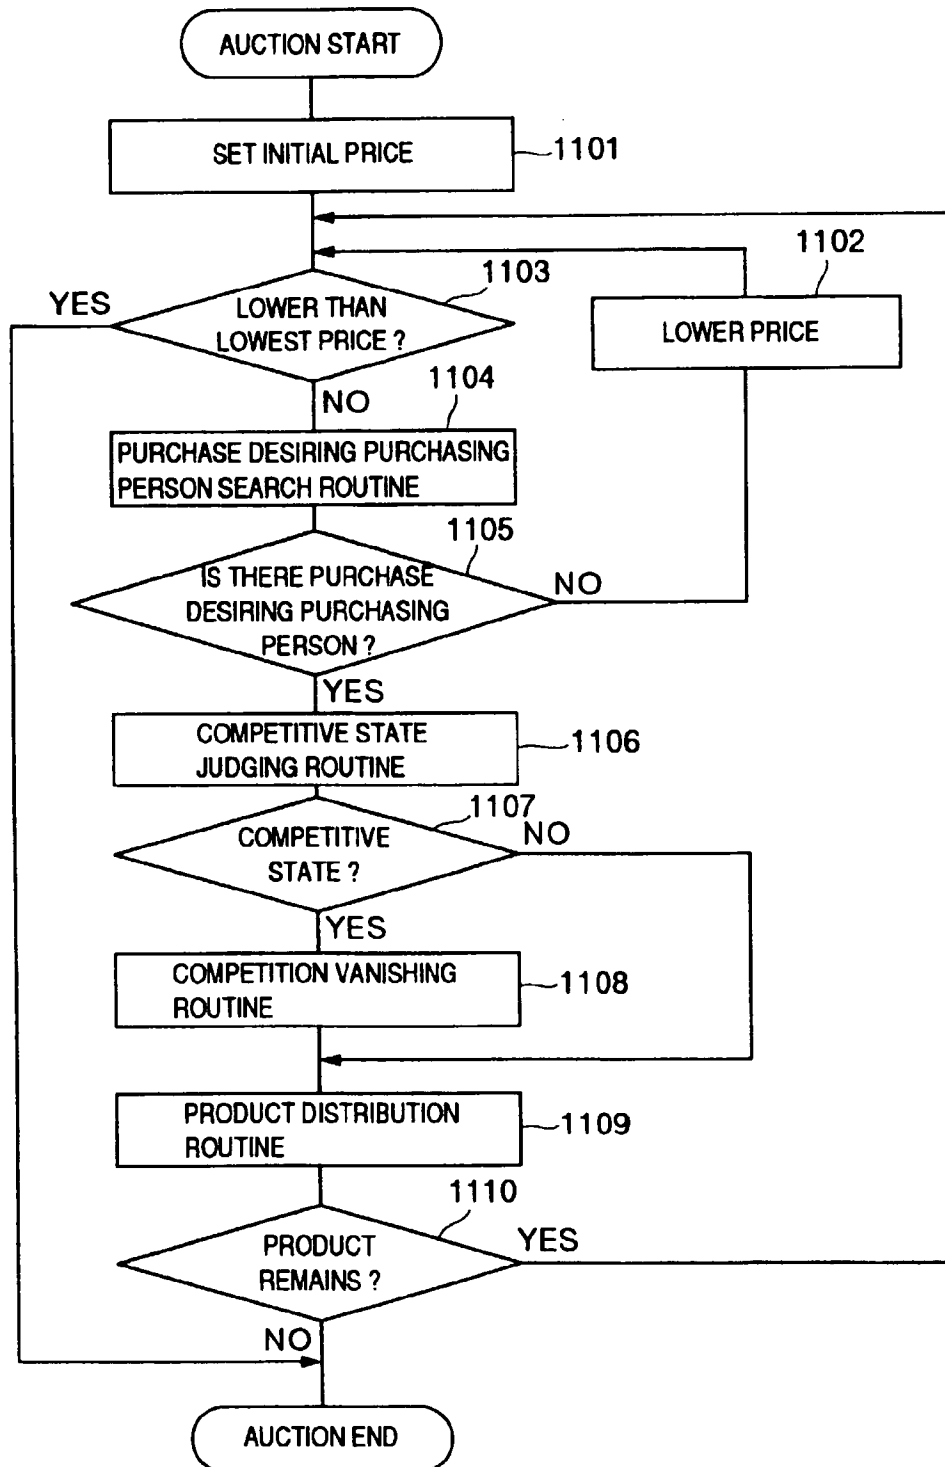 AUCTION START
SET INITIAL PRICE
1101
1102
1103
YES
LOWER THAN
LOWEST PRICE ?
LOWER PRICE
1104
NO
PURCHASE DESIRING PURCHASING
PERSON SEARCH ROUTINE
1105
IS THERE PURCHASE
DESIRING PURCHASING
PERSON ?
NO
YES
COMPETITIVE STATE
JUDGING ROUTINE
1106
1107
COMPETITIVE
STATE ?
NO
YES
COMPETITION VANISHING
ROUTINE
1108
PRODUCT DISTRIBUTION
ROUTINE
1109
1110
PRODUCT
REMAINS ?
YES
NO
AUCTION END